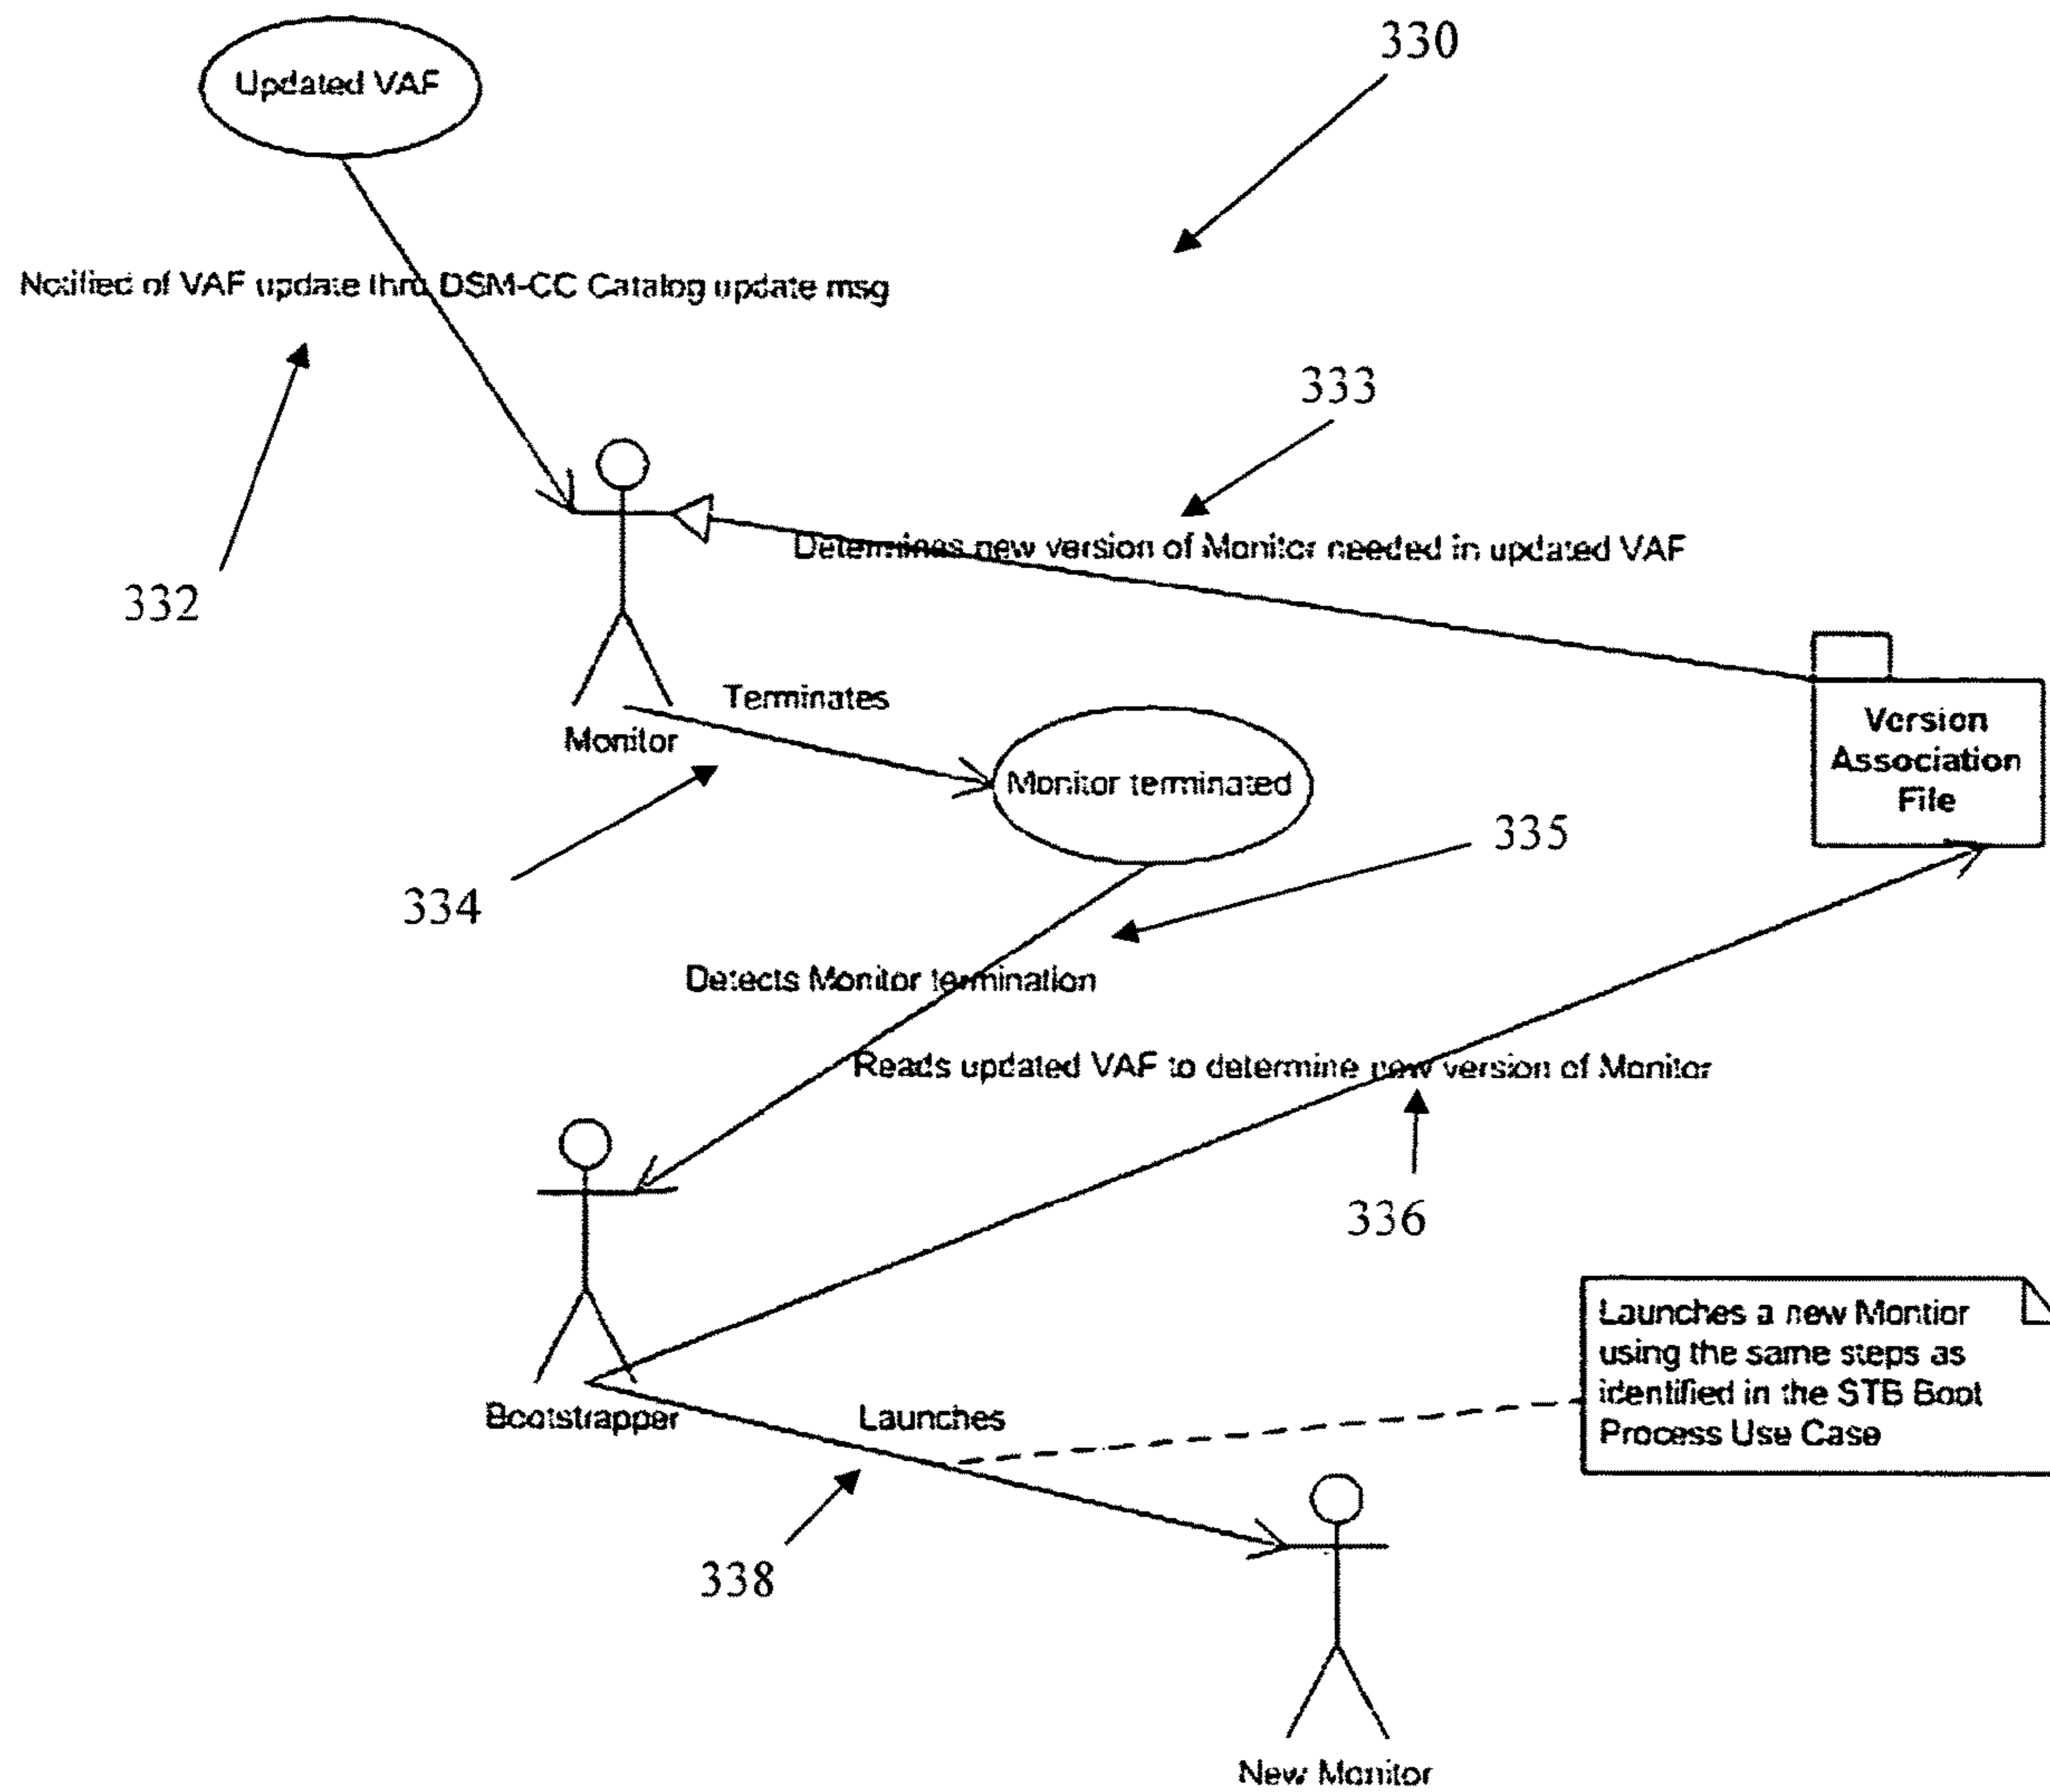 330
Updated VAF
Notified of VAF update thru DSM-CC Catalog update msg
333
Determines new version of Monitor needed in updated VAF
332
Terminates
Monitor
Version
Association
File
Monitor terminated
335
334
Detects Monitor termination
Reads updated VAF to determine new version of Monitor
336
Launches a new Montior
using the same steps as
identified in the STB Boot
Process Use Case
Bootstrapper
Launches
338
New Monitor